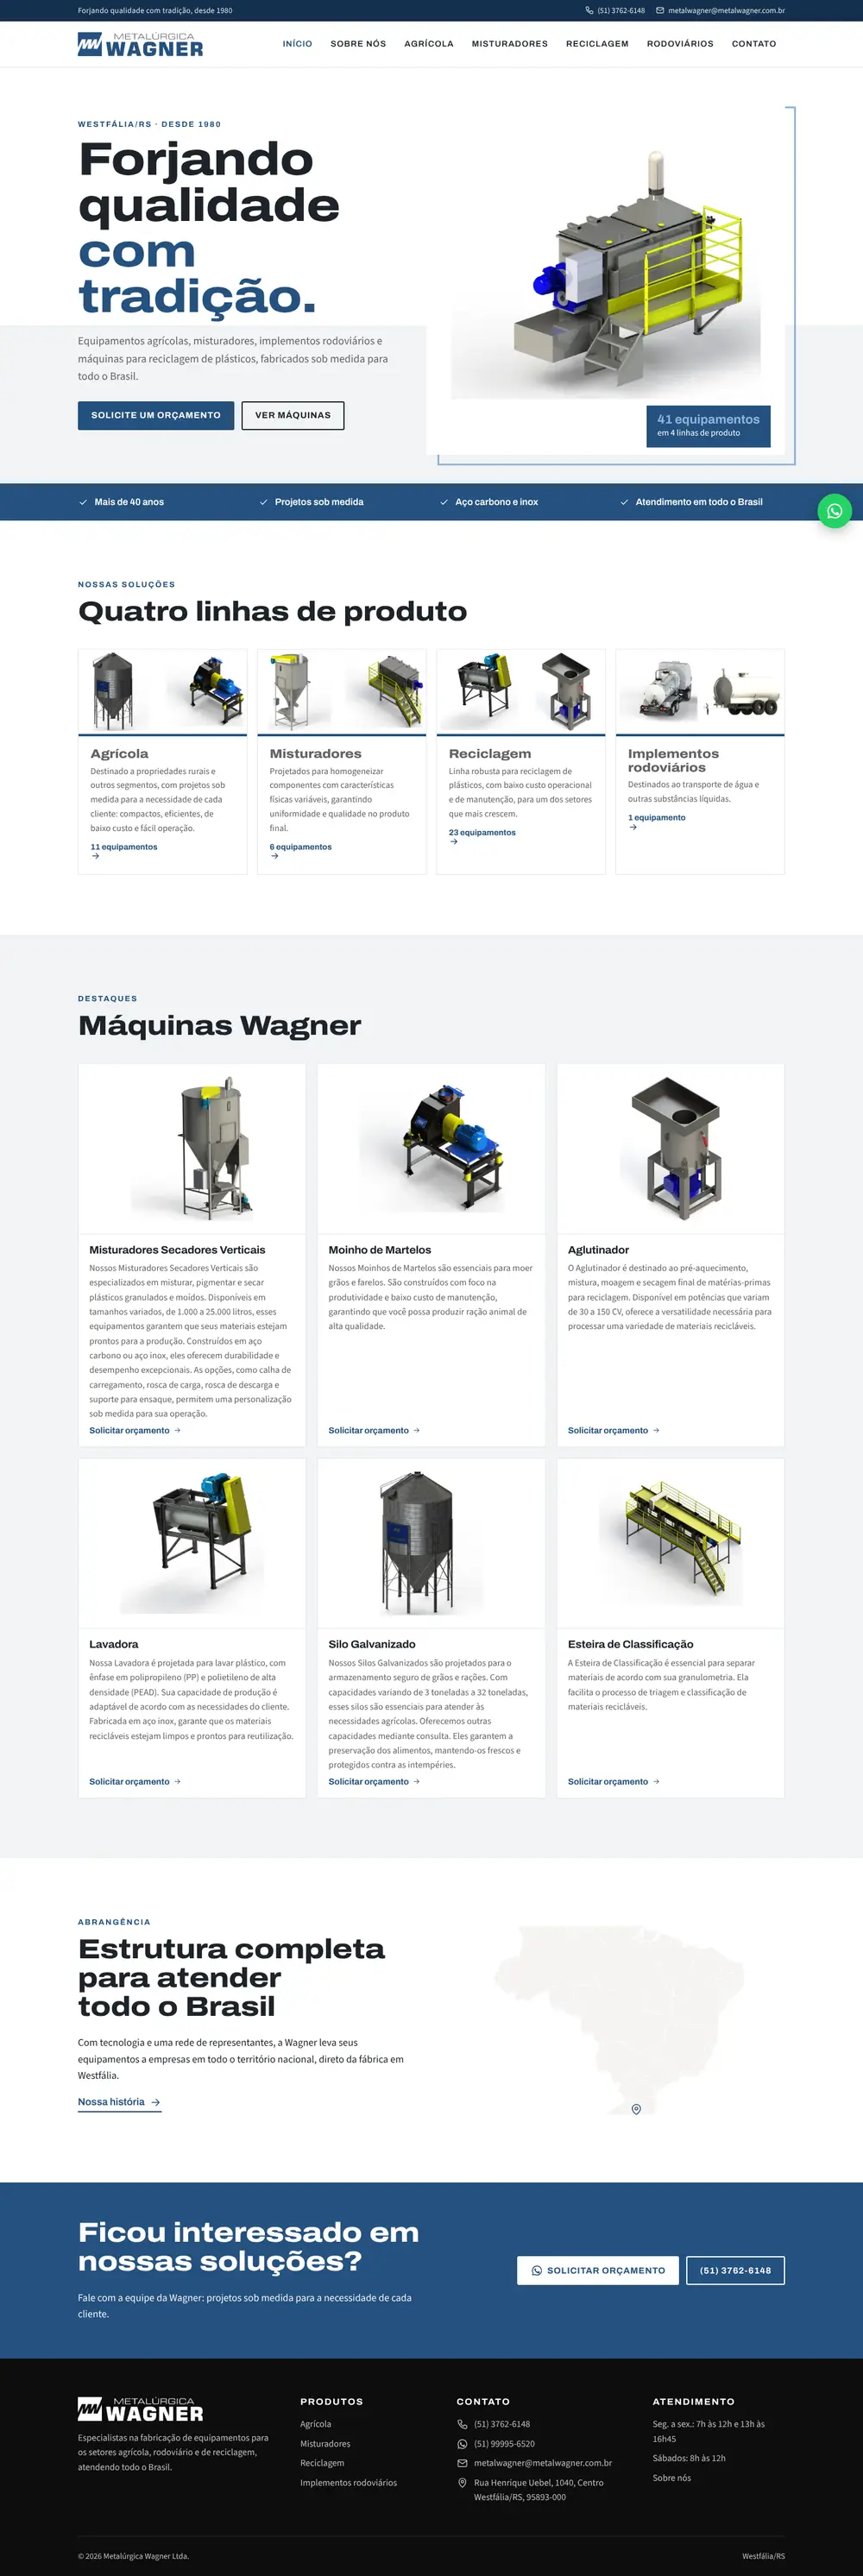 Forjando qualidade com tradição, desde 1980
(51) 3762-6148
metalwagner@metalwagner.com.br
METALÚRGICA
WAGNER
INÍCIO
SOBRE NÓS
AGRÍCOLA
MISTURADORES
RECICLAGEM
RODOVIÁRIOS
CONTATO
WESTFÁLIA/RS · DESDE 1980
Forjando
qualidade
com
tradição.
Equipamentos agrícolas, misturadores, implementos rodoviários e
máquinas para reciclagem de plásticos, fabricados sob medida para
todo o Brasil.
SOLICITE UM ORÇAMENTO
VER MÁQUINAS
41 equipamentos
em 4 linhas de produto
Mais de 40 anos
Projetos sob medida
Aço carbono e inox
Atendimento em todo o Brasil
NOSSAS SOLUÇÕES
Quatro linhas de produto
Agrícola
Destinado a propriedades rurais e
outros segmentos, com projetos sob
medida para a necessidade de cada
cliente: compactos, eficientes, de
baixo custo e fácil operação.
11 equipamentos
Misturadores
Projetados para homogeneizar
componentes com características
físicas variáveis, garantindo
uniformidade e qualidade no produto
final.
6 equipamentos
Reciclagem
Linha robusta para reciclagem de
plásticos, com baixo custo operacional
e de manutenção, para um dos setores
que mais crescem.
23 equipamentos
Implementos
rodoviários
Destinados ao transporte de água e
outras substâncias líquidas.
1 equipamento
DESTAQUES
Máquinas Wagner
Misturadores Secadores Verticais
Nossos Misturadores Secadores Verticais são
especializados em misturar, pigmentar e secar
plásticos granulados e moídos. Disponíveis em
tamanhos variados, de 1.000 a 25.000 litros, esses
equipamentos garantem que seus materiais estejam
prontos para a produção. Construídos em aço
carbono ou aço inox, eles oferecem durabilidade e
desempenho excepcionais. As opções, como calha de
carregamento, rosca de carga, rosca de descarga e
suporte para ensaque, permitem uma personalização
sob medida para sua operação.
Solicitar orçamento
Moinho de Martelos
Nossos Moinhos de Martelos são essenciais para moer
grãos e farelos. São construídos com foco na
produtividade e baixo custo de manutenção,
garantindo que você possa produzir ração animal de
alta qualidade.
Solicitar orçamento
Aglutinador
O Aglutinador é destinado ao pré-aquecimento,
mistura, moagem e secagem final de matérias-primas
para reciclagem. Disponível em potências que variam
de 30 a 150 CV, oferece a versatilidade necessária para
processar uma variedade de materiais recicláveis.
Solicitar orçamento
Lavadora
Nossa Lavadora é projetada para lavar plástico, com
ênfase em polipropileno (PP) e polietileno de alta
densidade (PEAD). Sua capacidade de produção é
adaptável de acordo com as necessidades do cliente.
Fabricada em aço inox, garante que os materiais
recicláveis estejam limpos e prontos para reutilização.
Solicitar orçamento
Silo Galvanizado
Nossos Silos Galvanizados são projetados para o
armazenamento seguro de grãos e rações. Com
capacidades variando de 3 toneladas a 32 toneladas,
esses silos são essenciais para atender às
necessidades agrícolas. Oferecemos outras
capacidades mediante consulta. Eles garantem a
preservação dos alimentos, mantendo-os frescos e
protegidos contra as intempéries.
Solicitar orçamento
Esteira de Classificação
A Esteira de Classificação é essencial para separar
materiais de acordo com sua granulometria. Ela
facilita o processo de triagem e classificação de
materiais recicláveis.
Solicitar orçamento
ABRANGÊNCIA
Estrutura completa
para atender
todo o Brasil
Com tecnologia e uma rede de representantes, a Wagner leva seus
equipamentos a empresas em todo o território nacional, direto da fábrica em
Westfália.
Nossa história
Ficou interessado em
nossas soluções?
Fale com a equipe da Wagner: projetos sob medida para a necessidade de cada
cliente.
SOLICITAR ORÇAMENTO
(51) 3762-6148
METALÚRGICA
WAGNER
Especialistas na fabricação de equipamentos para
os setores agrícola, rodoviário e de reciclagem,
atendendo todo o Brasil.
PRODUTOS
Agrícola
Misturadores
Reciclagem
Implementos rodoviários
CONTATO
(51) 3762-6148
(51) 99995-6520
metalwagner@metalwagner.com.br
Rua Henrique Uebel, 1040, Centro
Westfália/RS, 95893-000
ATENDIMENTO
Seg. a sex.: 7h às 12h e 13h às
16h45
Sábados: 8h às 12h
Sobre nós
© 2026 Metalúrgica Wagner Ltda.
Westfália/RS